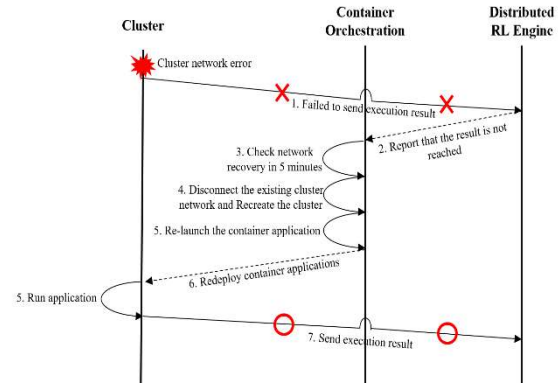 Cluster
Container
Orchestration
Distributed
RL Engine
Cluster network error
1. Failed to send execution result
2. Report that the result is not
reached
3. Check network
recovery in 5 minutes
4. Disconnect the existing cluster
network and Recreate the cluster
5. Re-launch the container application
6. Redeploy container applications
5. Run application
7. Send execution result